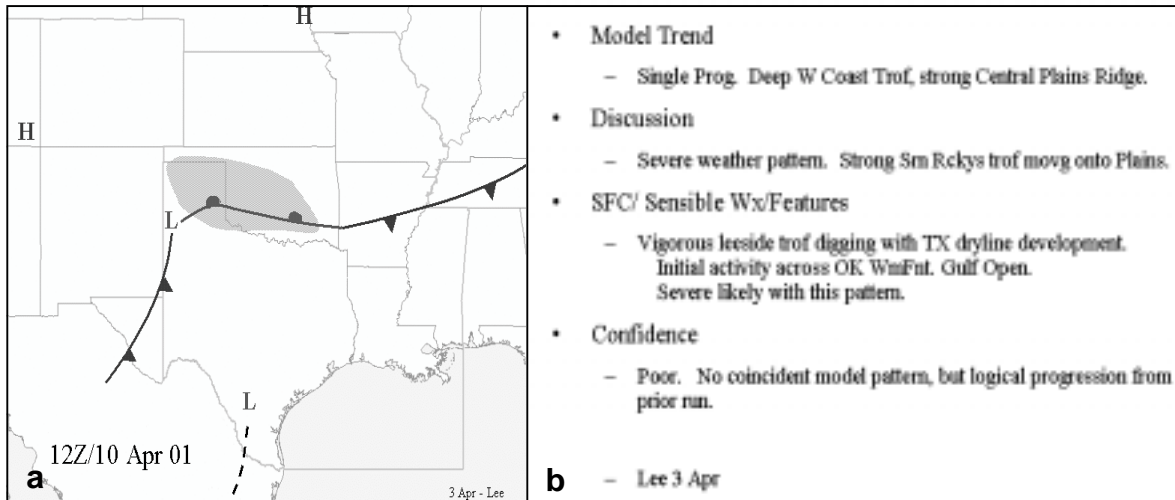 H
H
L
L
12Z/10 Apr 01
a
3 Apr - Lee
• Model Trend
– Single Prog. Deep W Coast Trof, strong Central Plains Ridge.
• Discussion
– Severe weather pattern. Strong Srn Rckys trof movg onto Plains.
• SFC/ Sensible Wx/Features
– Vigorous leeside trof digging with TX dryline development.
Initial activity across OK WmFnt. Gulf Open.
Severe likely with this pattern.
• Confidence
– Poor. No coincident model pattern, but logical progression from
prior run.
– Lee 3 Apr
b